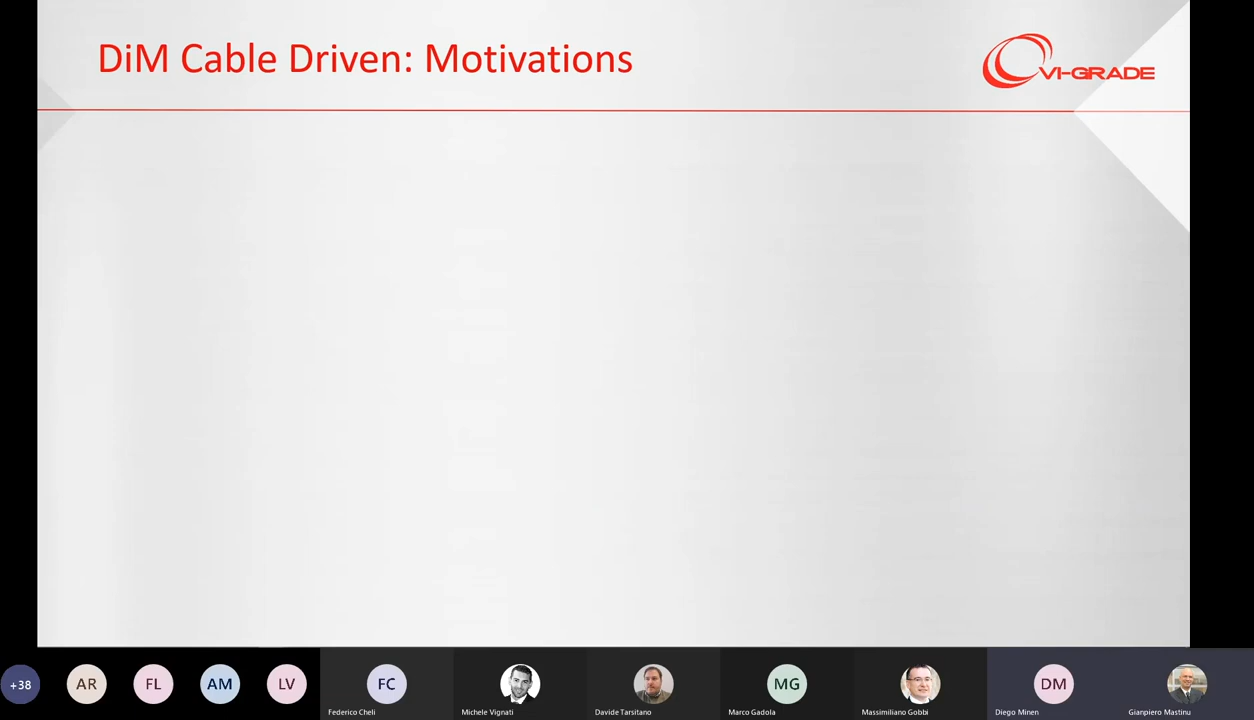 DiM Cable Driven: Motivations
VI-GRADE
+38
AR
FL
AM
LV
FC
MG
DM
Federico Cheli
Michele Vignati
Davide Tarsitano
Marco Gadola
Massimiliano Gobbi
Diego Minen
Gianpiero Mastinu